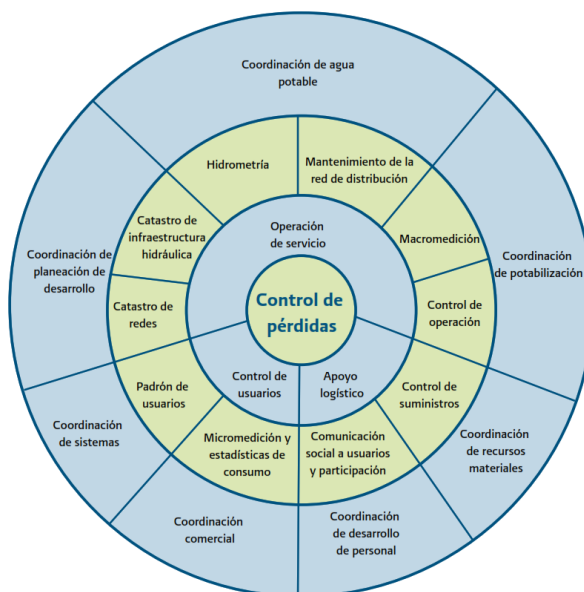 Coordinación de agua
potable
Hidrometría
Mantenimiento de la
red de distribución
Catastro de
infraestructura
hidráulica
Operación
de servicio
Macromedición
Coordinación de
planeación de
desarrollo
Coordinación
de potabilización
Catastro de
redes
Control de
pérdidas
Control de
operación
Padrón de
usuarios
Control de
usuarios
Apoyo
logístico
Control de
suministros
Coordinación
de sistemas
Micromedición y
estadísticas de
consumo
Comunicación
social a usuarios
y participación
Coordinación
de recursos
materiales
Coordinación
comercial
Coordinación
de desarrollo
de personal